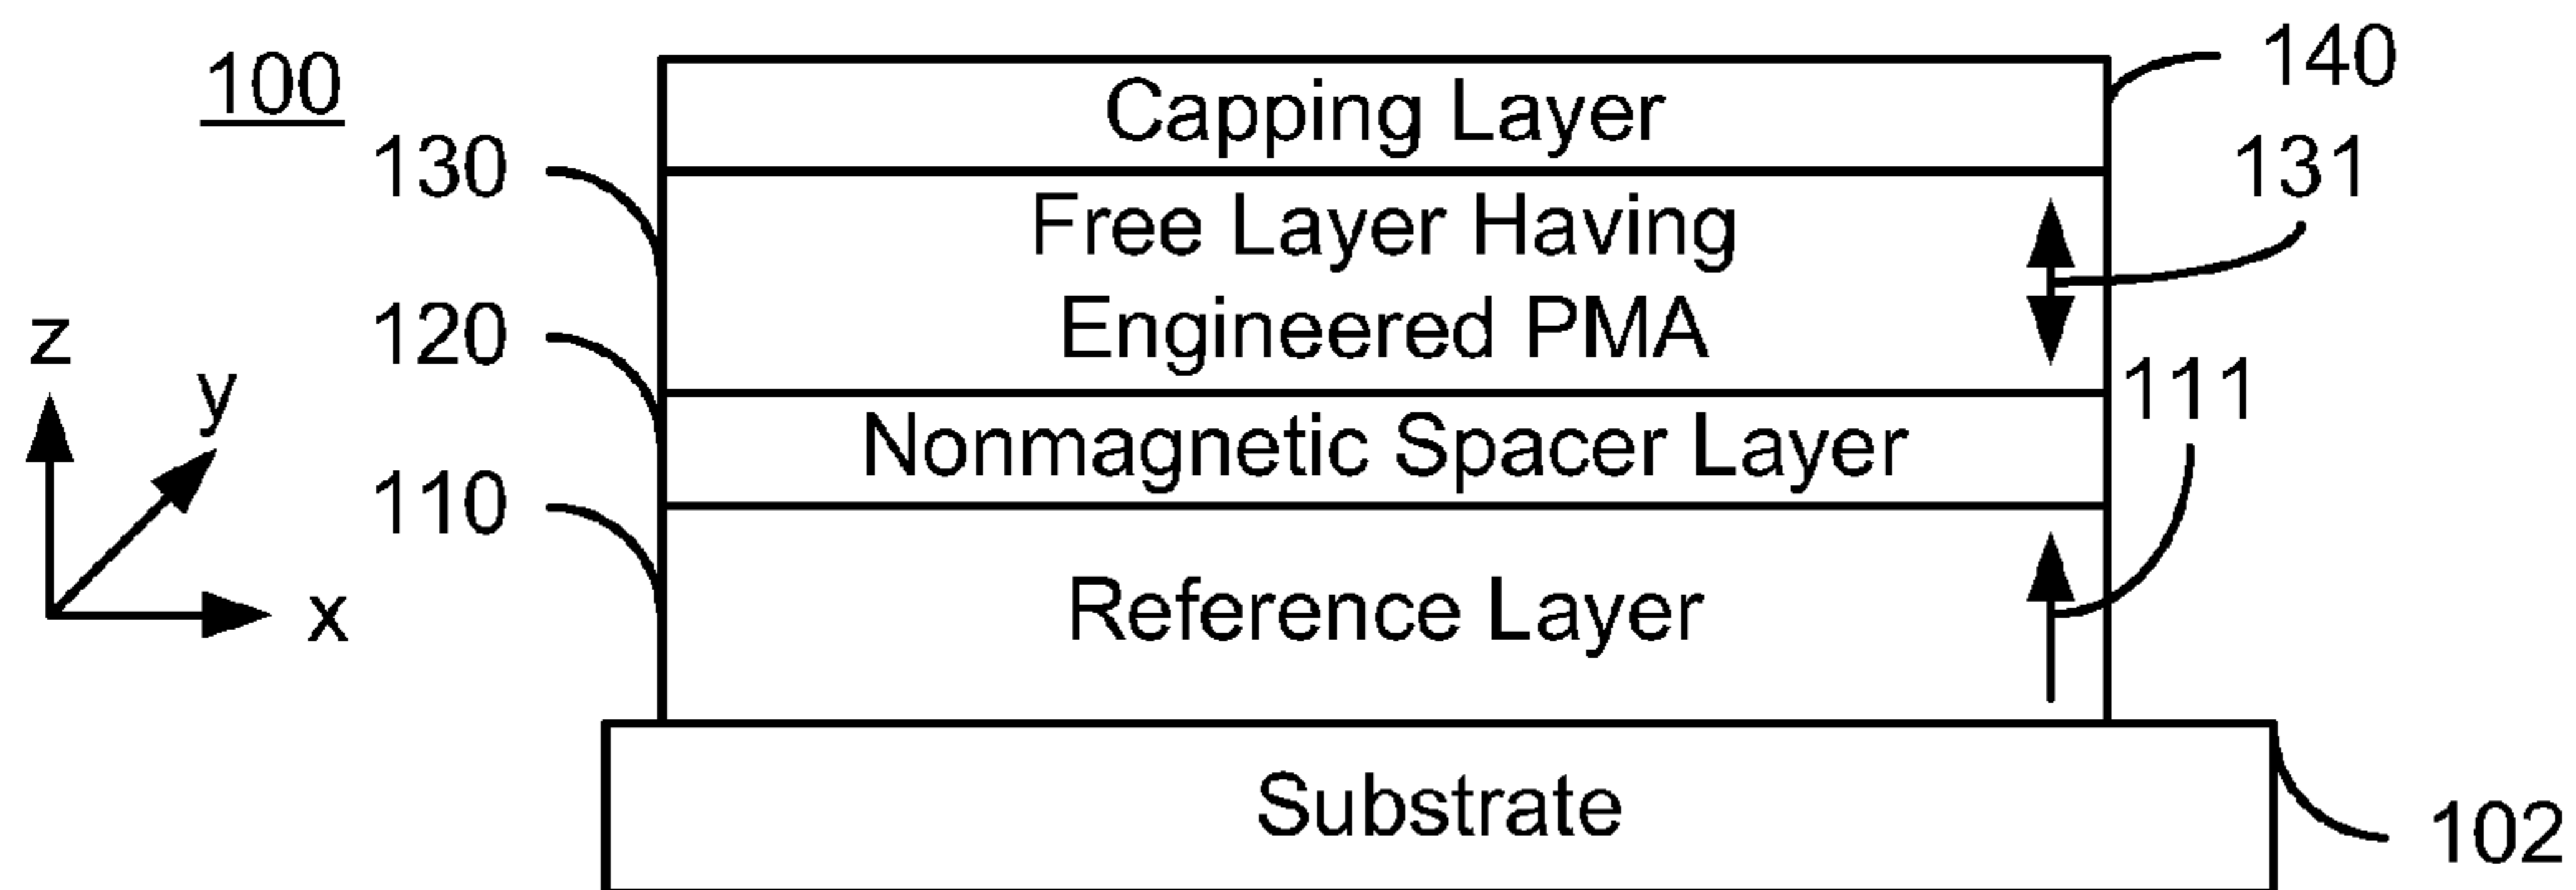 100
140
Capping Layer
130
131
Free Layer Having
Engineered PMA
120
z
y
111
Nonmagnetic Spacer Layer
110
x
Reference Layer
Substrate
102